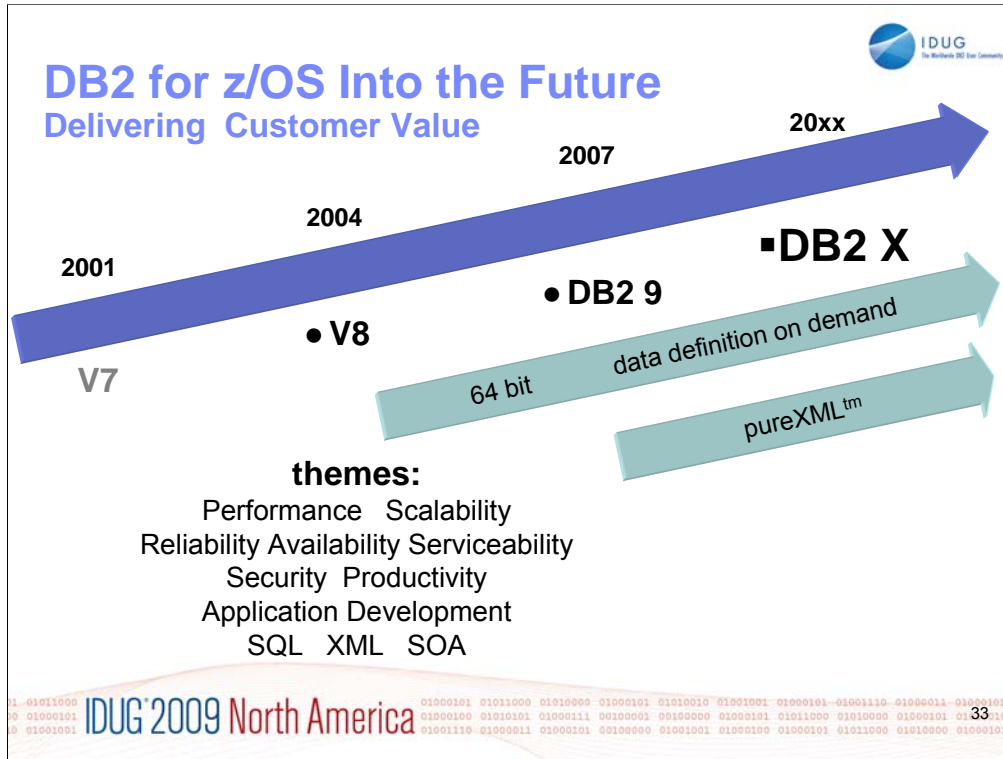 IDUG
The Worldwide DB2 User Community
DB2 for z/OS Into the Future
Delivering Customer Value
20xx
2007
2004
2001
▪DB2 X
● DB2 9
● V8
V7
64 bit data definition on demand
pureXMLtm
themes:
Performance Scalability
Reliability Availability Serviceability
Security Productivity
Application Development
SQL XML SOA
IDUG 2009 North America
33